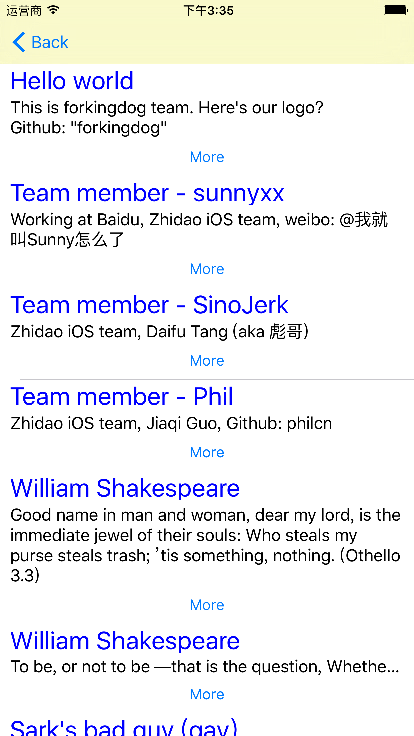 运营商 下午3:35
Back
Hello world
This is forkingdog team. Here's our logo?
Github: "forkingdog"
More
Team member - sunnyxx
Working at Baidu, Zhidao iOS team, weibo: @我就
叫Sunny怎么了
More
Team member - SinoJerk
Zhidao iOS team, Daifu Tang (aka 彪哥)
More
Team member - Phil
Zhidao iOS team, Jiaqi Guo, Github: philcn
More
William Shakespeare
Good name in man and woman, dear my lord, is the
immediate jewel of their souls: Who steals my
purse steals trash; ’tis something, nothing. (Othello
3.3)
More
William Shakespeare
To be, or not to be —that is the question, Whethe...
More
Sark's bad guy (gay)